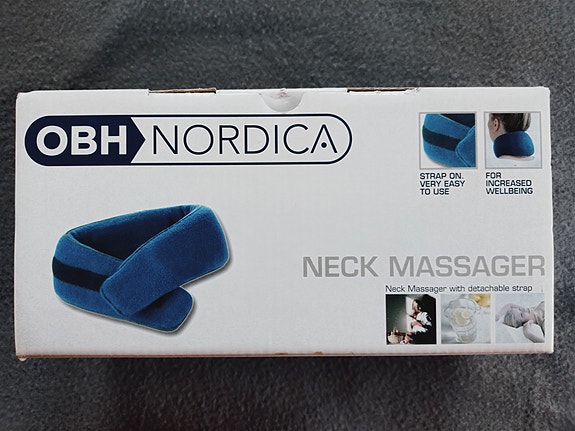 OBH NORDICA
STRAP ON.
VERY EASY
TO USE
FOR
INCREASED
WELLBEING
NECK MASSAGER
Neck Massager with detachable strap